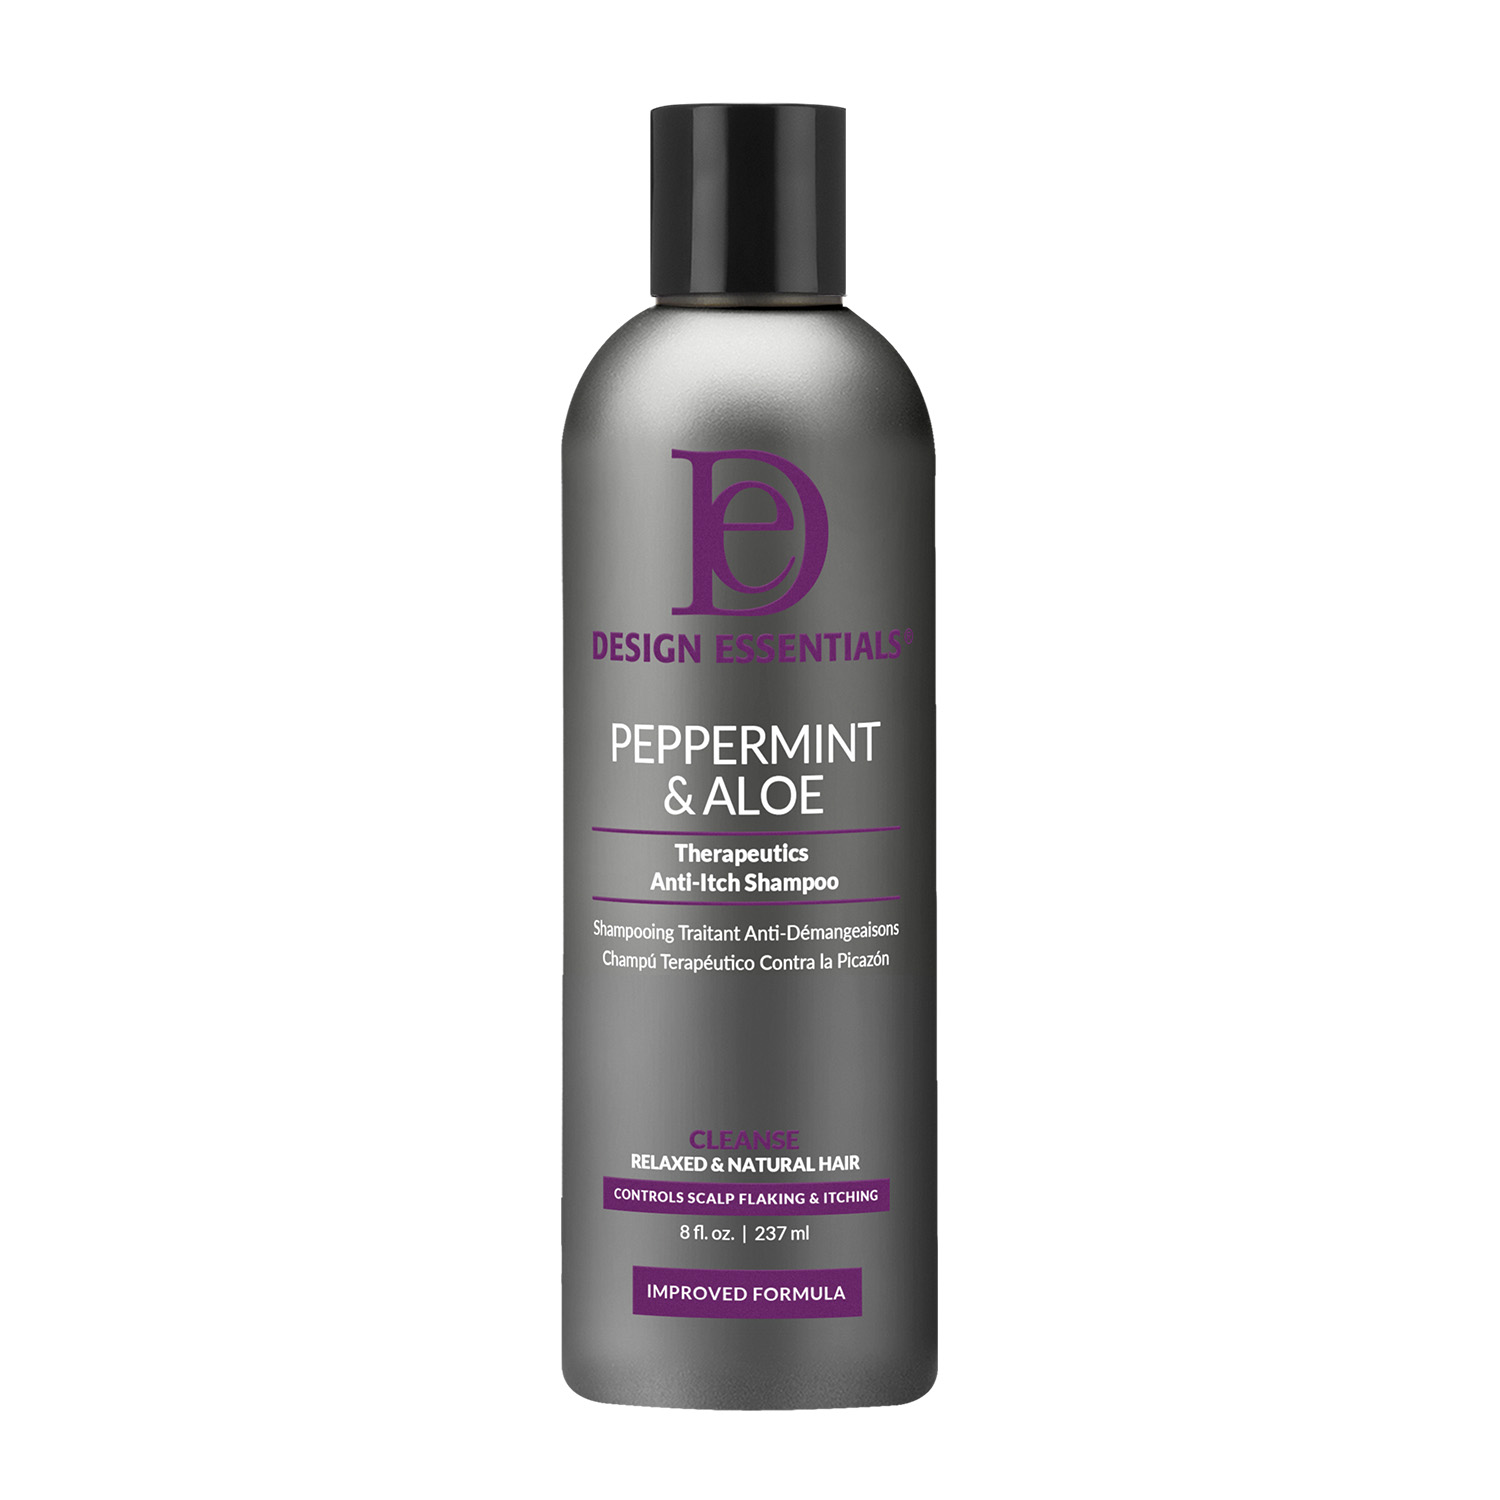 De
DESIGN ESSENTIALS®
PEPPERMINT
& ALOE
Therapeutics
Anti-Itch Shampoo
Shampooing Traitant Anti-Démangeaisons
Champú Terapéutico Contra la Picazón
CLEANSE
RELAXED & NATURAL HAIR
CONTROLS SCALP FLAKING & ITCHING
8 fl. oz. | 237 ml
IMPROVED FORMULA